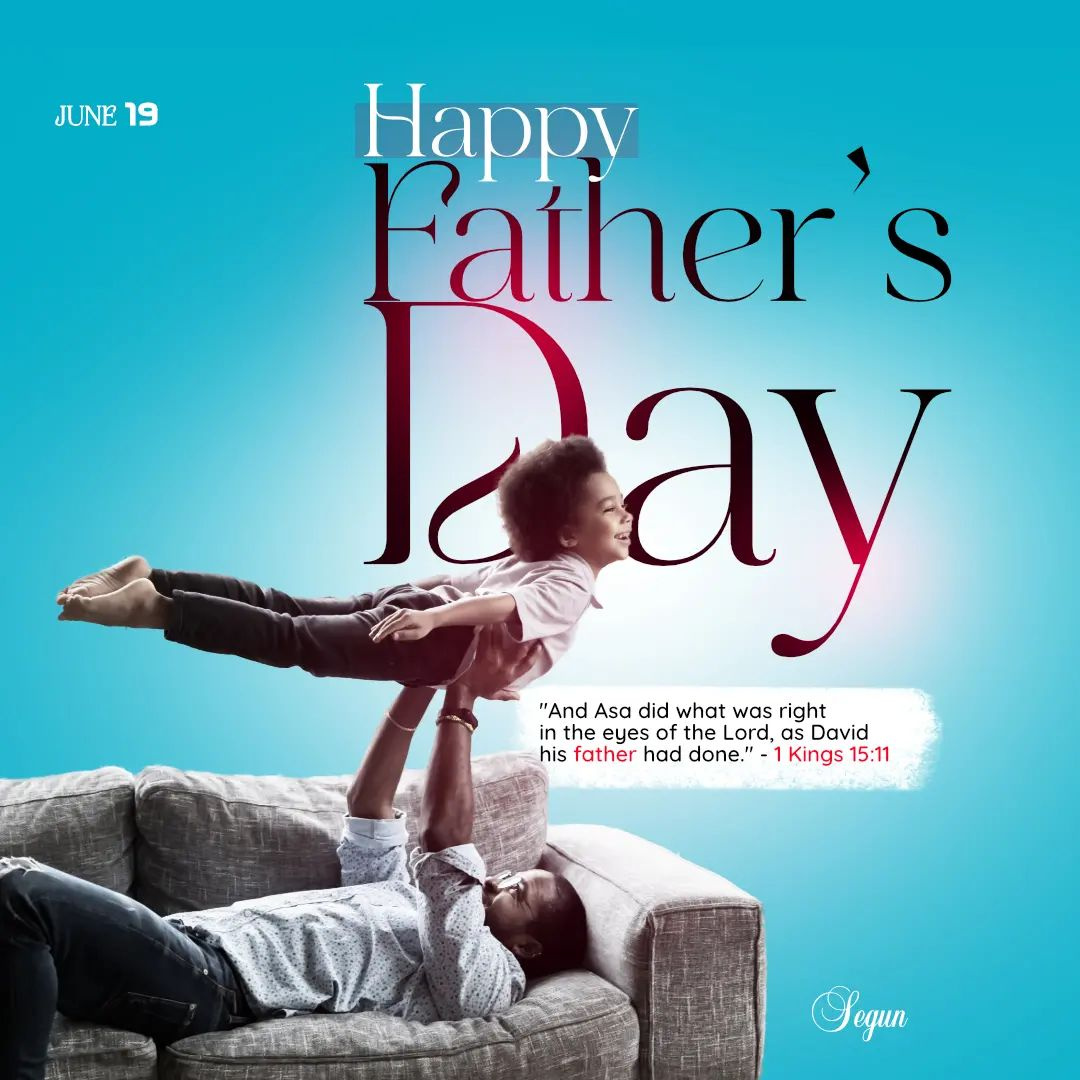 JUNE 19
Happy
Father's
Day
"And Asa did what was right
in the eyes of the Lord, as David
his father had done." - 1 Kings 15:11
Segun